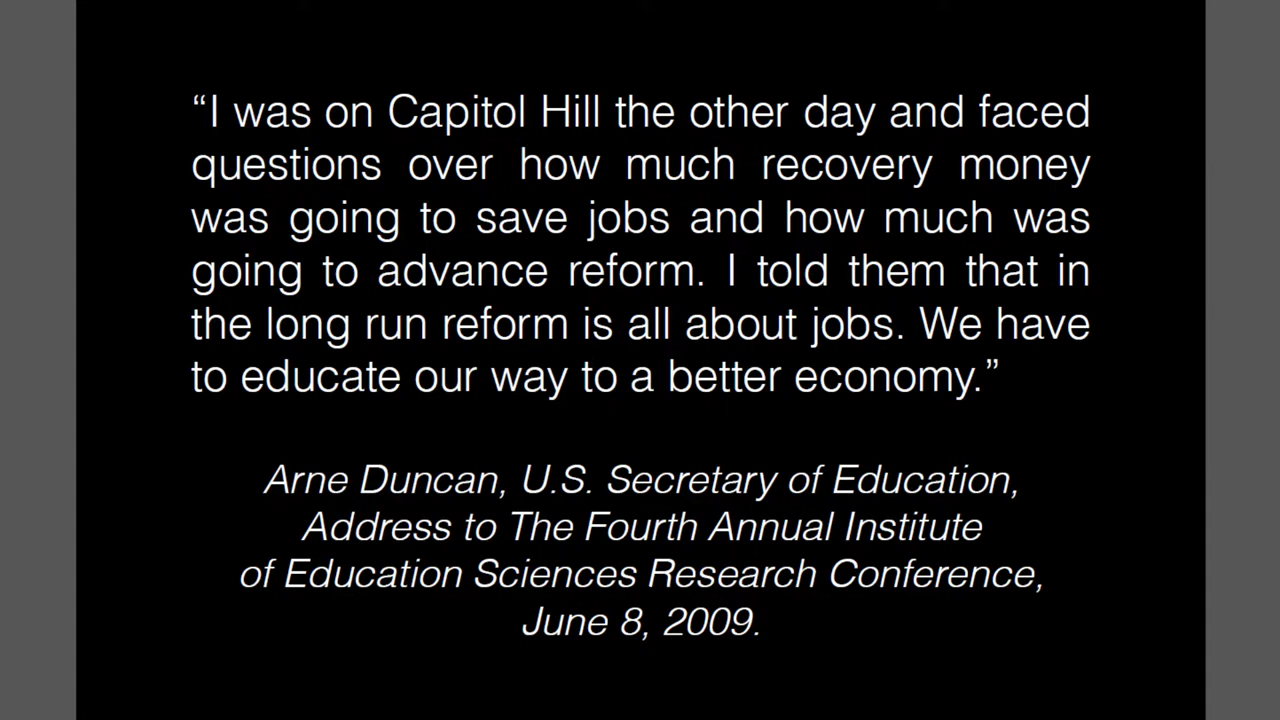 “I was on Capitol Hill the other day and faced
questions over how much recovery money
was going to save jobs and how much was
going to advance reform. I told them that in
the long run reform is all about jobs. We have
to educate our way to a better economy.”
Arne Duncan, U.S. Secretary of Education,
Address to The Fourth Annual Institute
of Education Sciences Research Conference,
June 8, 2009.